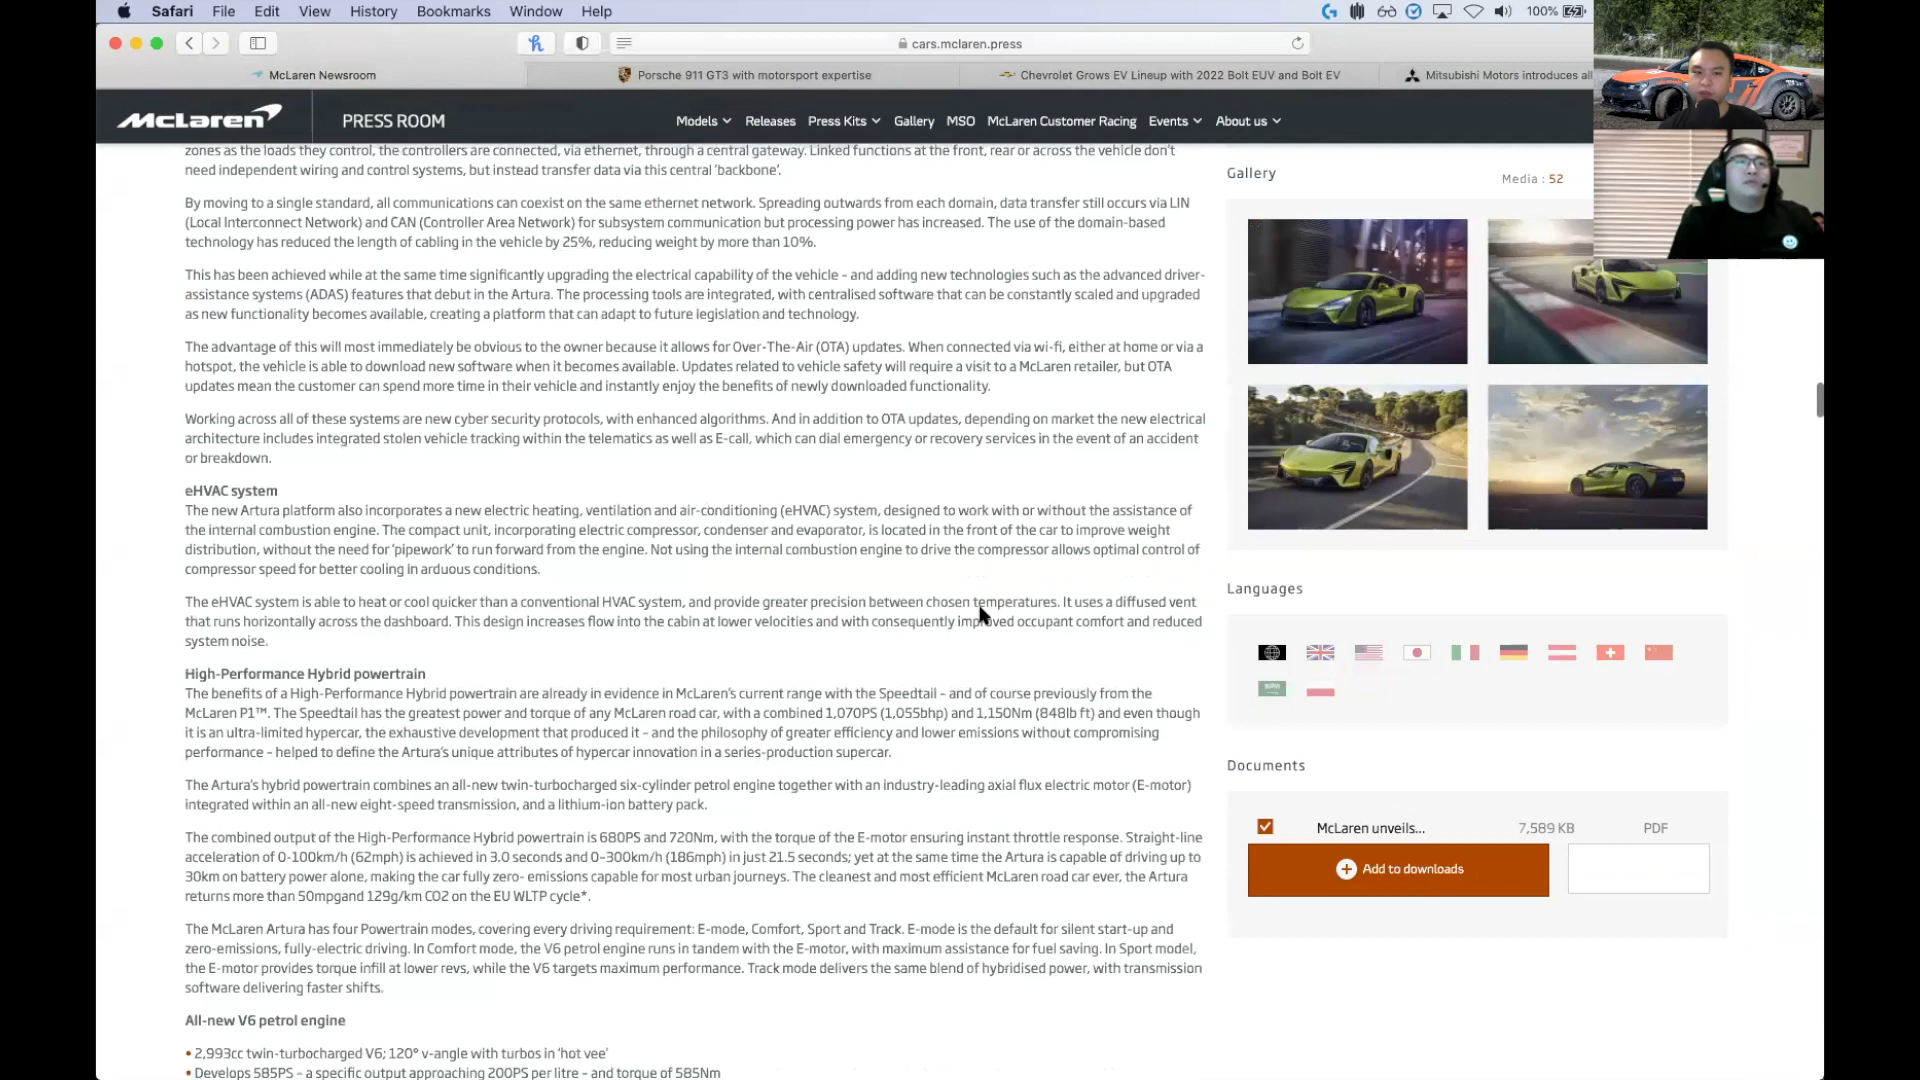 Safari File Edit View History Bookmarks Window Help 100%
cars.mclaren.press
McLaren Newsroom Porsche 911 GT3 with motorsport expertise Chevrolet Grows EV Lineup with 2022 Bolt EUV and Bolt EV Mitsubishi Motors introduces all
McLaren PRESS ROOM Models Releases Press Kits Gallery MSO McLaren Customer Racing Events About us
zones as the loads they control, the controllers are connected, via ethernet, through a central gateway. Linked functions at the front, rear or across the vehicle don't
need independent wiring and control systems, but instead transfer data via this central 'backbone'.
By moving to a single standard, all communications can coexist on the same ethernet network. Spreading outwards from each domain, data transfer still occurs via LIN
(Local Interconnect Network) and CAN (Controller Area Network) for subsystem communication but processing power has increased. The use of the domain-based
technology has reduced the length of cabling in the vehicle by 25%, reducing weight by more than 10%.
This has been achieved while at the same time significantly upgrading the electrical capability of the vehicle – and adding new technologies such as the advanced driver-
assistance systems (ADAS) features that debut in the Artura. The processing tools are integrated, with centralised software that can be constantly scaled and upgraded
as new functionality becomes available, creating a platform that can adapt to future legislation and technology.
The advantage of this will most immediately be obvious to the owner because it allows for Over-The-Air (OTA) updates. When connected via wi-fi, either at home or via a
hotspot, the vehicle is able to download new software when it becomes available. Updates related to vehicle safety will require a visit to a McLaren retailer, but OTA
updates mean the customer can spend more time in their vehicle and instantly enjoy the benefits of newly downloaded functionality.
Working across all of these systems are new cyber security protocols, with enhanced algorithms. And in addition to OTA updates, depending on market the new electrical
architecture includes integrated stolen vehicle tracking within the telematics as well as E-call, which can dial emergency or recovery services in the event of an accident
or breakdown.
eHVAC system
The new Artura platform also incorporates a new electric heating, ventilation and air-conditioning (eHVAC) system, designed to work with or without the assistance of
the internal combustion engine. The compact unit, incorporating electric compressor, condenser and evaporator, is located in the front of the car to improve weight
distribution, without the need for 'pipework' to run forward from the engine. Not using the internal combustion engine to drive the compressor allows optimal control of
compressor speed for better cooling in arduous conditions.
The eHVAC system is able to heat or cool quicker than a conventional HVAC system, and provide greater precision between chosen temperatures. It uses a diffused vent
that runs horizontally across the dashboard. This design increases flow into the cabin at lower velocities and with consequently improved occupant comfort and reduced
system noise.
High-Performance Hybrid powertrain
The benefits of a High-Performance Hybrid powertrain are already in evidence in McLaren's current range with the Speedtail – and of course previously from the
McLaren P1™. The Speedtail has the greatest power and torque of any McLaren road car, with a combined 1,070PS (1,055bhp) and 1,150Nm (848lb ft) and even though
it is an ultra-limited hypercar, the exhaustive development that produced it – and the philosophy of greater efficiency and lower emissions without compromising
performance – helped to define the Artura's unique attributes of hypercar innovation in a series-production supercar.
The Artura's hybrid powertrain combines an all-new twin-turbocharged six-cylinder petrol engine together with an industry-leading axial flux electric motor (E-motor)
integrated within an all-new eight-speed transmission, and a lithium-ion battery pack.
The combined output of the High-Performance Hybrid powertrain is 680PS and 720Nm, with the torque of the E-motor ensuring instant throttle response. Straight-line
acceleration of 0-100km/h (62mph) is achieved in 3.0 seconds and 0–300km/h (186mph) in just 21.5 seconds; yet at the same time the Artura is capable of driving up to
30km on battery power alone, making the car fully zero- emissions capable for most urban journeys. The cleanest and most efficient McLaren road car ever, the Artura
returns more than 50mpgand 129g/km CO2 on the EU WLTP cycle*.
The McLaren Artura has four Powertrain modes, covering every driving requirement: E-mode, Comfort, Sport and Track. E-mode is the default for silent start-up and
zero-emissions, fully-electric driving. In Comfort mode, the V6 petrol engine runs in tandem with the E-motor, with maximum assistance for fuel saving. In Sport model,
the E-motor provides torque infill at lower revs, while the V6 targets maximum performance. Track mode delivers the same blend of hybridised power, with transmission
software delivering faster shifts.
All-new V6 petrol engine
• 2,993cc twin-turbocharged V6; 120° v-angle with turbos in 'hot vee'
• Develops 585PS – a specific output approaching 200PS per litre – and torque of 585Nm
Gallery
Media : 52
Languages
Documents
McLaren unveils... 7,589 KB PDF
Add to downloads